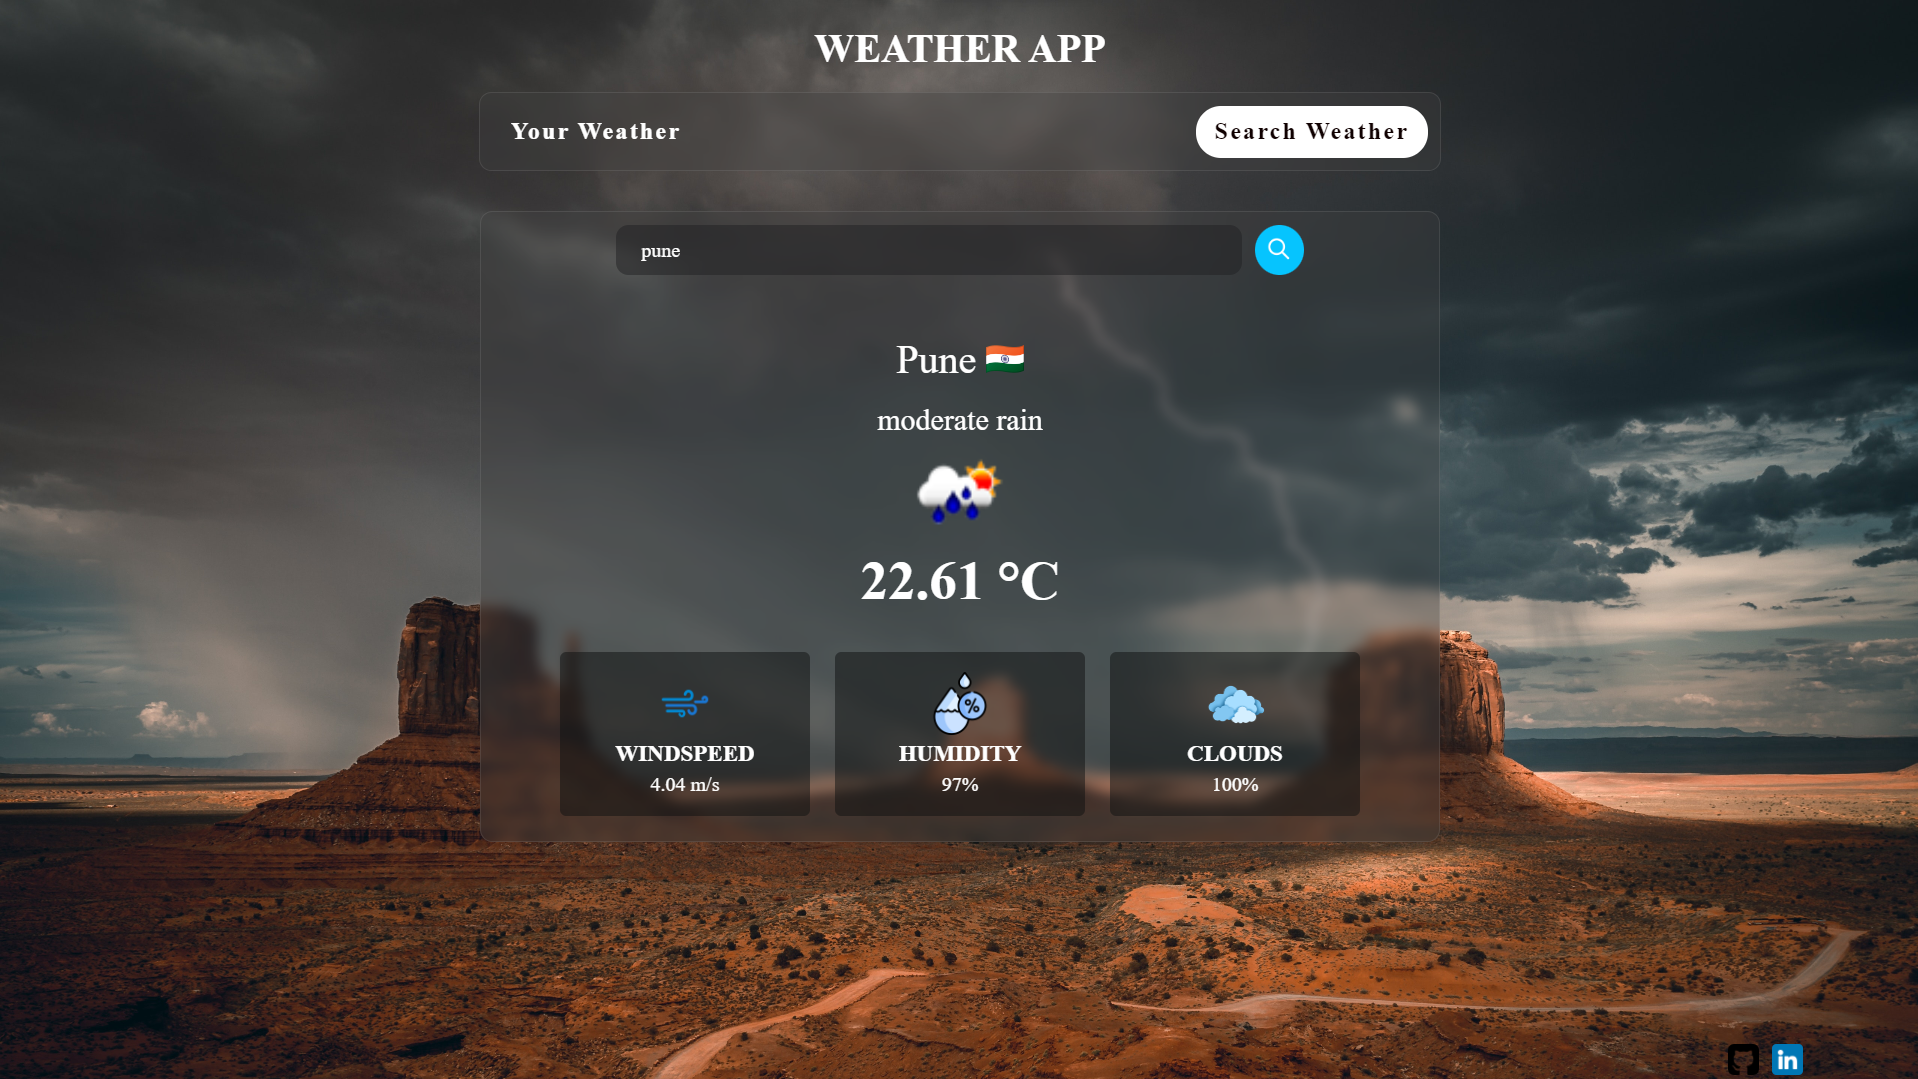 WEATHER APP
Your Weather
Search Weather
pune
Pune 🇮🇳
moderate rain
22.61 °C
%
WINDSPEED
4.04 m/s
HUMIDITY
97%
CLOUDS
100%
in